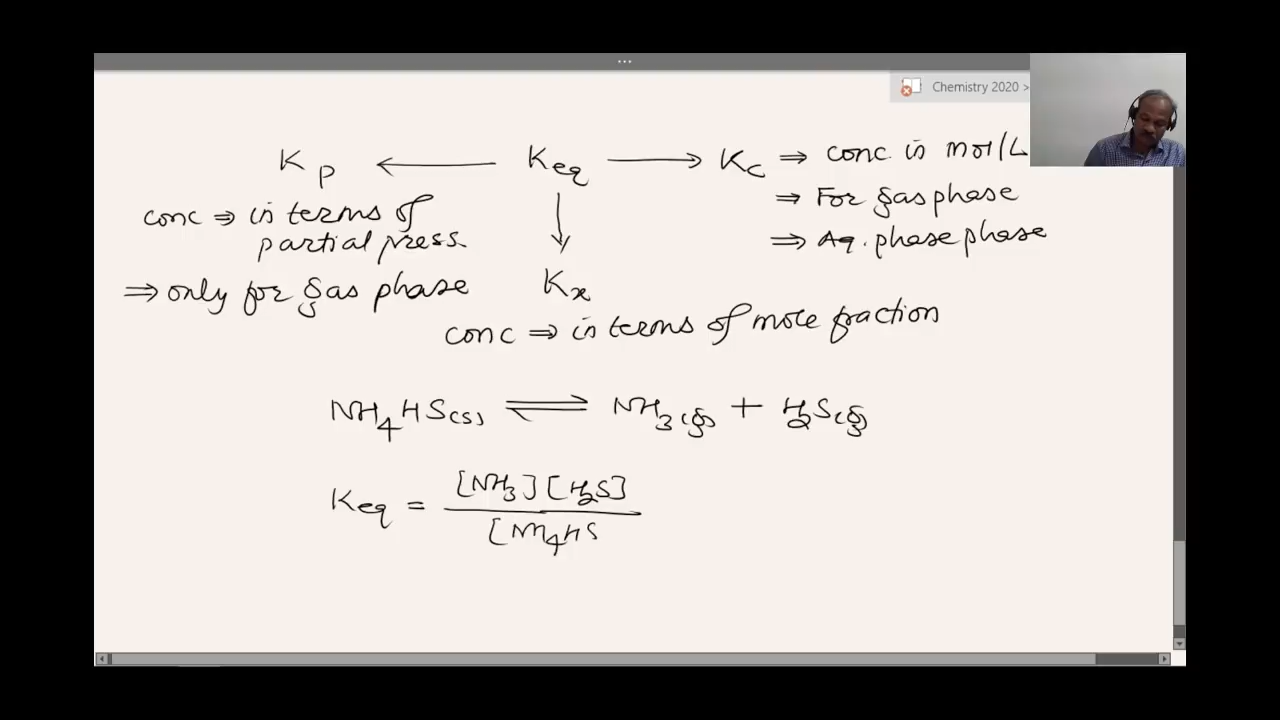 Chemistry 2020 >
Kp ← Keq → Kc ⇒ conc. in mol/L
conc ⇒ in terms of
partial press.
⇒ only for gas phase
↓
Kx
⇒ For gas phase
⇒ Aq. phase phase
conc ⇒ in terms of mole fraction
NH4HS(s) ⇌ NH3(g) + H2S(g)
Keq = [NH3][H2S]
[NH4HS